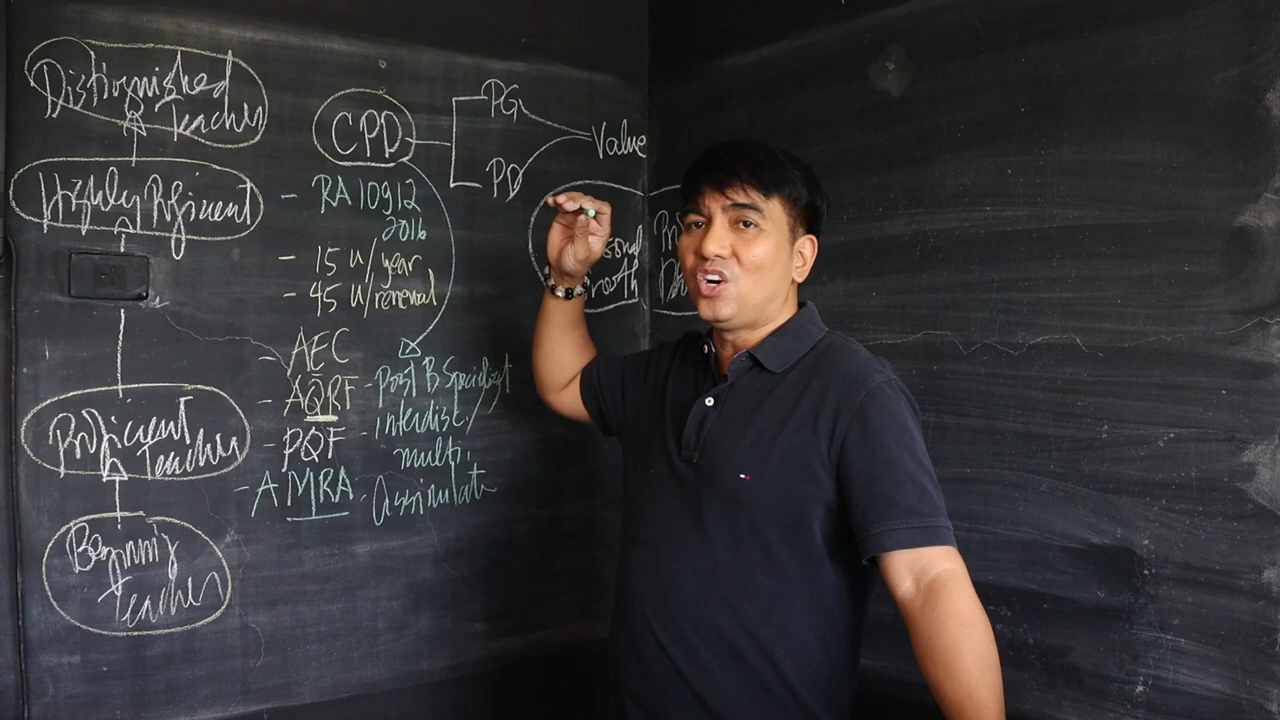 Distinguished
Teacher
Highly Proficient
Proficient
Teacher
Beginning
Teacher
CPD
PG
PD
Value
- RA 10912
2016
- 15 u/year
- 45 u/renewal
- AEC
- AQRF
- PQF
- AMRA
- Post B Specialist
- interdisc./
multi.
- Assimilate
rowth